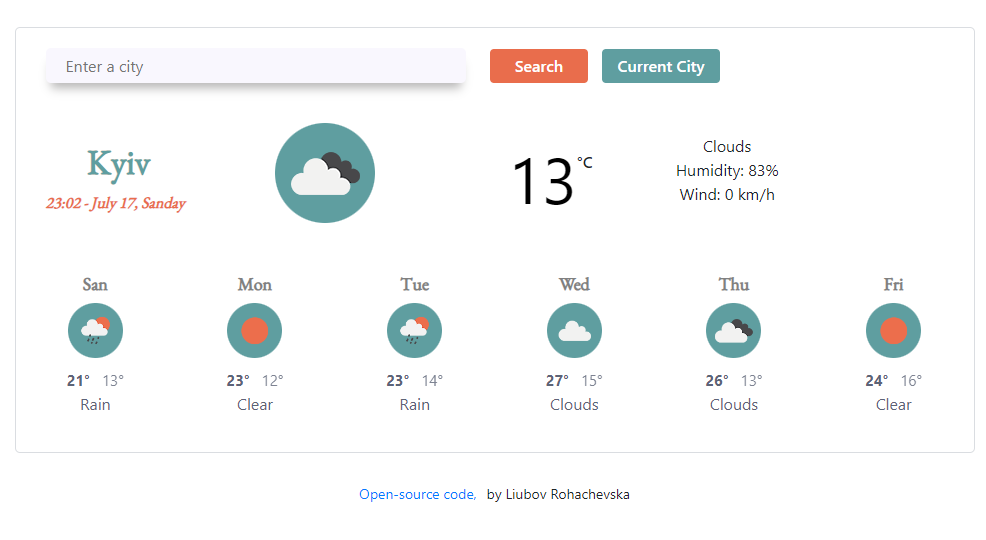 Enter a city Search Current City
Kyiv
23:02 - July 17, Sanday
13 °C
Clouds
Humidity: 83%
Wind: 0 km/h
San Mon Tue Wed Thu Fri
21° 13° 23° 12° 23° 14° 27° 15° 26° 13° 24° 16°
Rain Clear Rain Clouds Clouds Clear
Open-source code, by Liubov Rohachevska